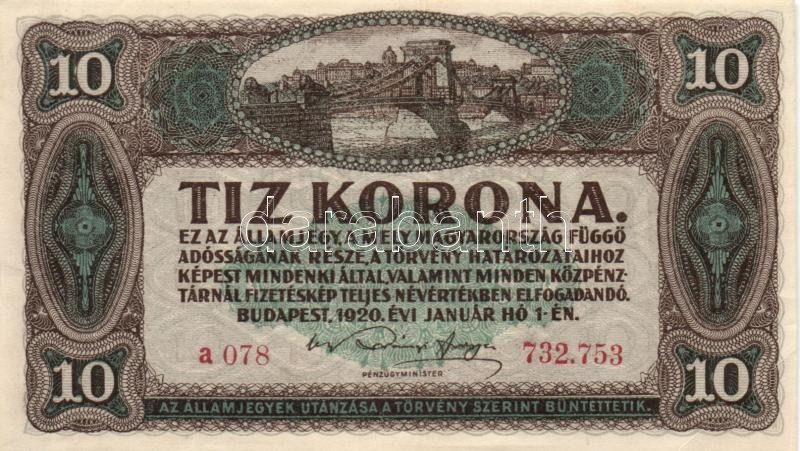 10 10
TIZ KORONA.
EZ AZ ÁLLAMJEGY, A MELY MAGYARORSZÁG FÜGGŐ
ADÓSSÁGÁNAK RÉSZE, A TÖRVÉNY HATÁROZATAIHOZ
KÉPEST MINDENKI ÁLTAL, VALAMINT MINDEN KÖZPÉNZ-
TÁRNÁL FIZETÉSKÉP TELJES NÉVÉRTÉKBEN ELFOGADANDÓ.
BUDAPEST, 1920. ÉVI JANUÁR HÓ 1-ÉN.
a 078 732.753
PÉNZÜGYMINISTER
10 10
AZ ÁLLAMJEGYEK UTÁNZÁSA A TÖRVÉNY SZERINT BÜNTETTETIK.
darabanth